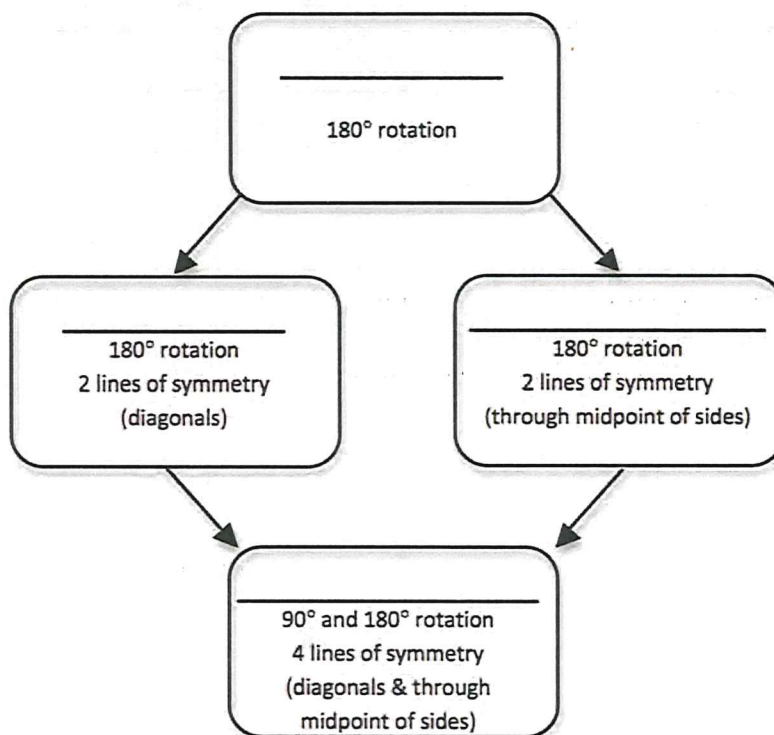 180° rotation
180° rotation
2 lines of symmetry
(diagonals)
180° rotation
2 lines of symmetry
(through midpoint of sides)
90° and 180° rotation
4 lines of symmetry
(diagonals & through
midpoint of sides)